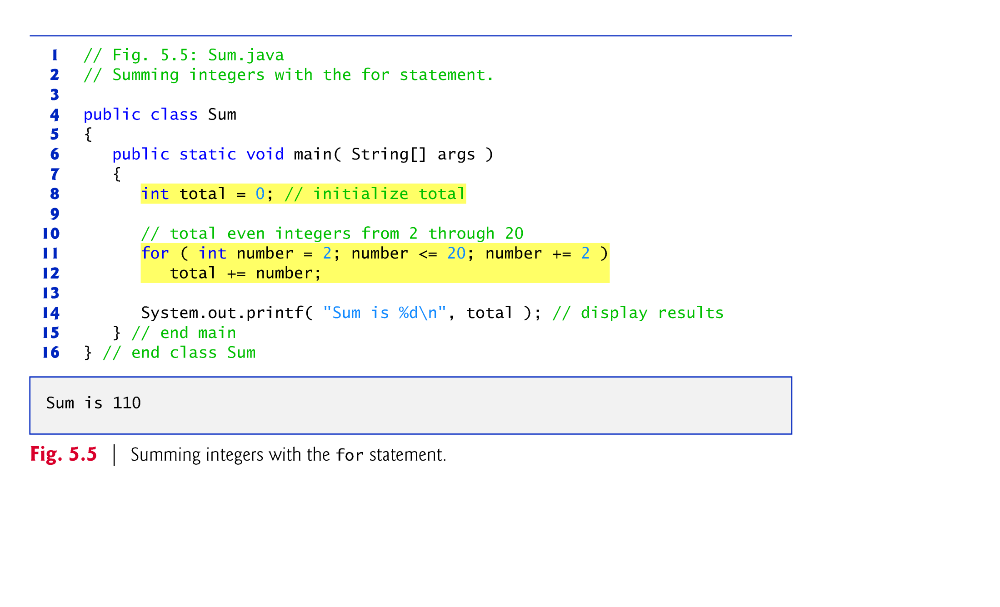 1 // Fig. 5.5: Sum.java
2 // Summing integers with the for statement.
3
4 public class Sum
5 {
6    public static void main( String[] args )
7    {
8       int total = 0; // initialize total
9
10       // total even integers from 2 through 20
11       for ( int number = 2; number <= 20; number += 2 )
12          total += number;
13
14       System.out.printf( "Sum is %d\n", total ); // display results
15    } // end main
16 } // end class Sum
Sum is 110
Fig. 5.5 | Summing integers with the for statement.